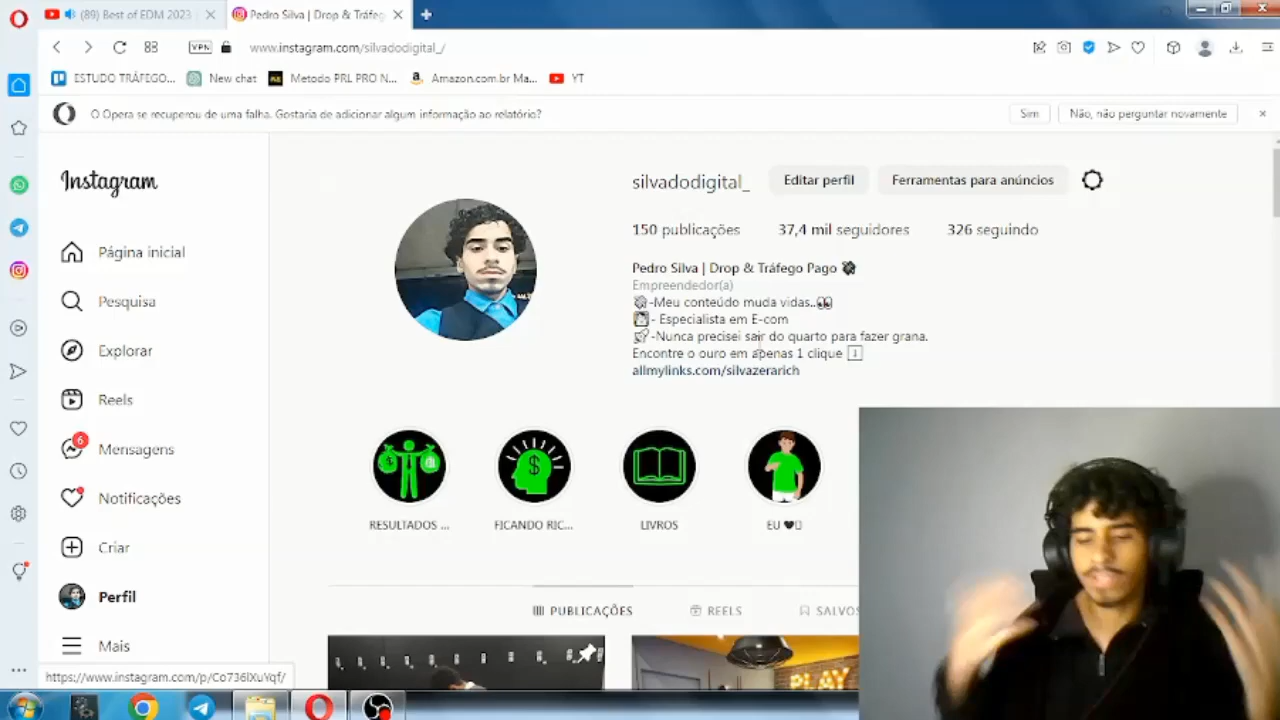 (89) Best of EDM 2023
Pedro Silva | Drop & Tráfeg
VPN
www.instagram.com/silvadodigital_/
ESTUDO TRÁFEGO...
New chat
Metodo PRL PRO N...
Amazon.com.br Ma...
YT
O Opera se recuperou de uma falha. Gostaria de adicionar algum informação ao relatório?
Sim
Não, não perguntar novamente
Instagram
silvadodigital_
Editar perfil
Ferramentas para anúncios
150 publicações
37,4 mil seguidores
326 seguindo
Pedro Silva | Drop & Tráfego Pago
Empreendedor(a)
-Meu conteúdo muda vidas..
- Especialista em E-com
-Nunca precisei sair do quarto para fazer grana.
Encontre o ouro em apenas 1 clique
allmylinks.com/silvazerarich
Página inicial
Pesquisa
Explorar
Reels
6
Mensagens
Notificações
Criar
Perfil
Mais
RESULTADOS ...
FICANDO RIC...
LIVROS
EU
PUBLICAÇÕES
REELS
SALVOS
PLAY
https://www.instagram.com/p/Co736lXuYqf/